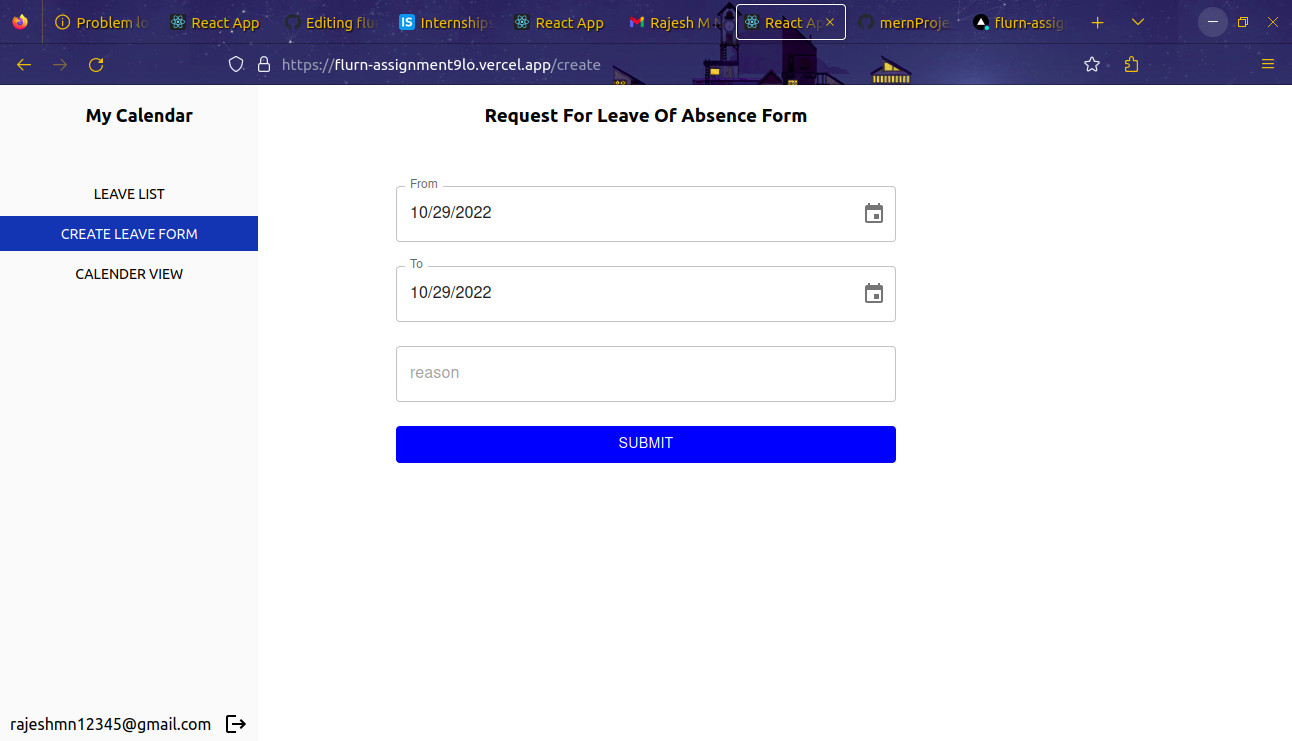 Problem lo
React App
Editing flu
IS Internships
React App
Rajesh M
React Ap
mernProje
flurn-assig
https://flurn-assignment9lo.vercel.app/create
My Calendar
LEAVE LIST
CREATE LEAVE FORM
CALENDER VIEW
rajeshmn12345@gmail.com
Request For Leave Of Absence Form
From
10/29/2022
To
10/29/2022
reason
SUBMIT